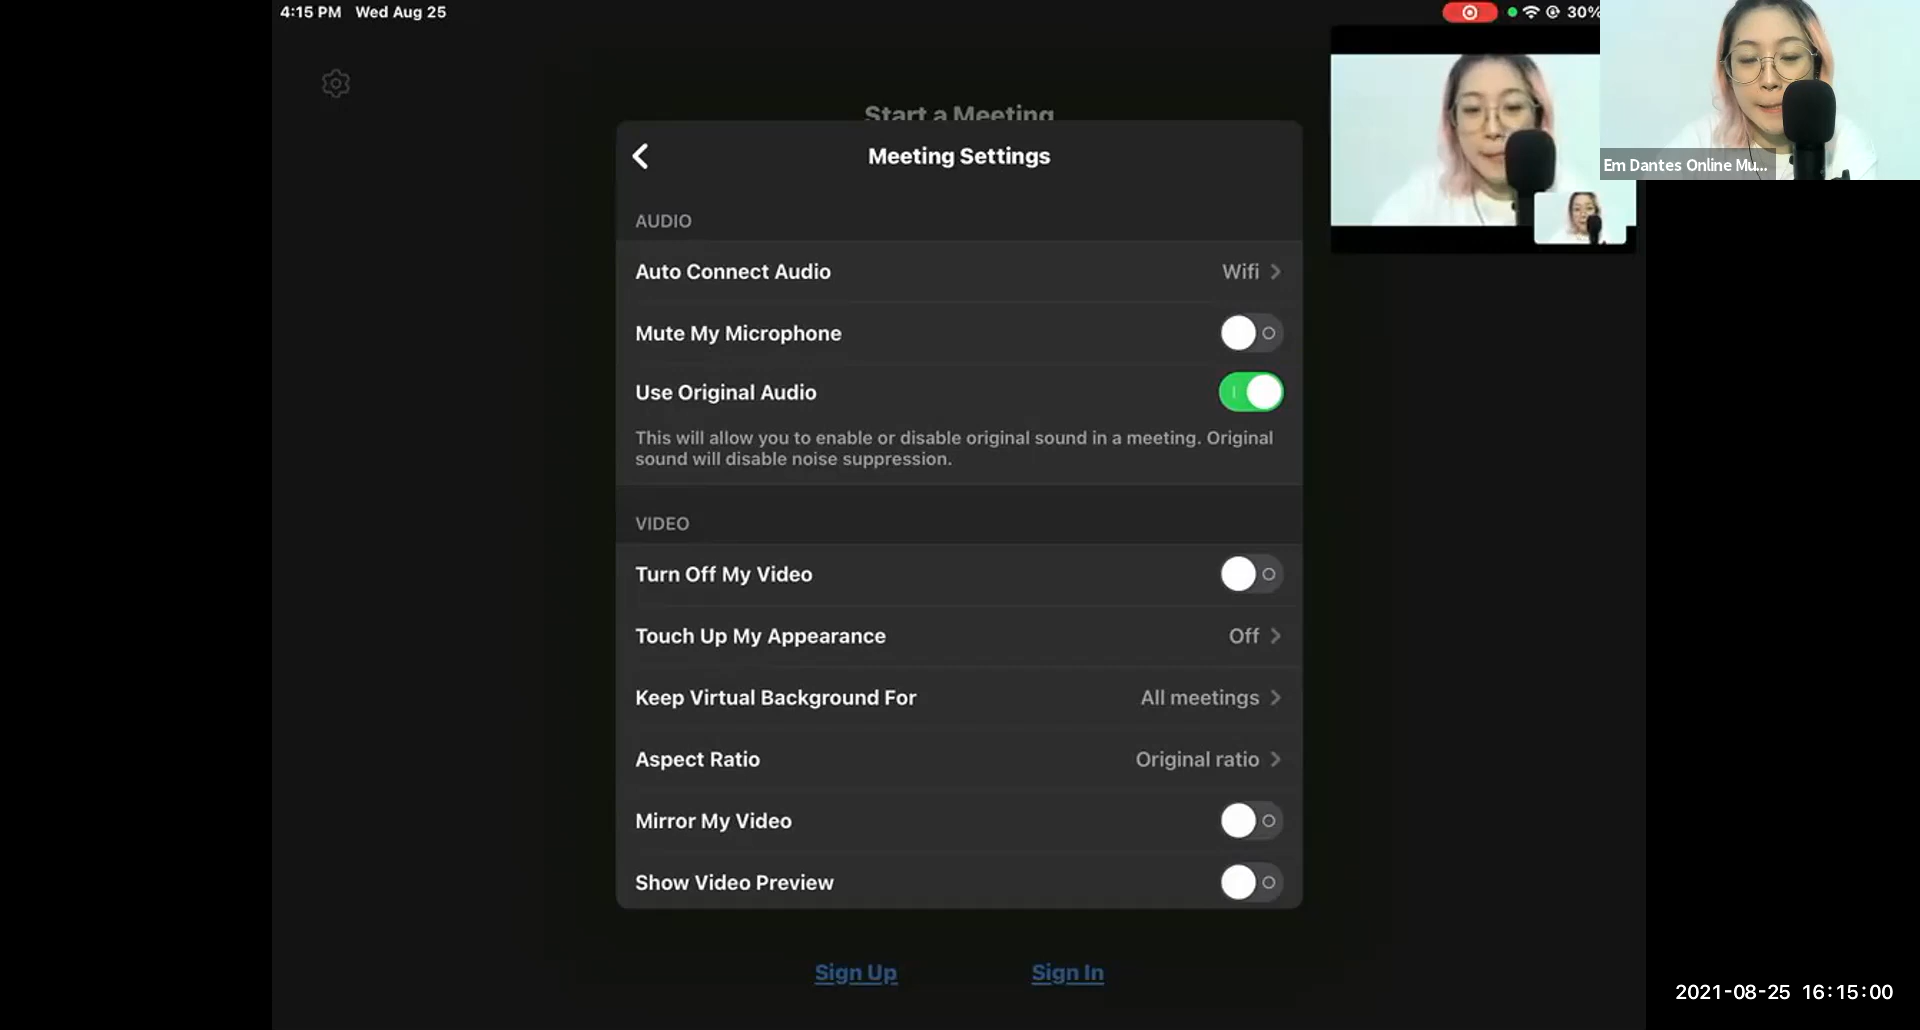 4:15 PM Wed Aug 25
30%
Start a Meeting
Meeting Settings
Em Dantes Online Mu...
AUDIO
Auto Connect Audio Wifi
Mute My Microphone
Use Original Audio
This will allow you to enable or disable original sound in a meeting. Original
sound will disable noise suppression.
VIDEO
Turn Off My Video
Touch Up My Appearance Off
Keep Virtual Background For All meetings
Aspect Ratio Original ratio
Mirror My Video
Show Video Preview
Sign Up Sign In
2021-08-25 16:15:00